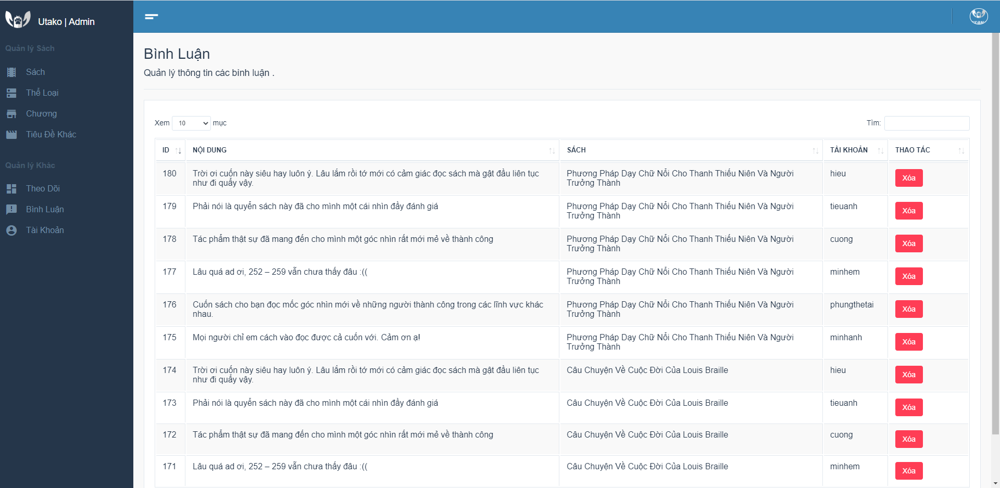 Utako | Admin
Quản lý Sách
Sách
Thể Loại
Chương
Tiêu Đề Khác
Quản lý Khác
Theo Dõi
Bình Luận
Tài Khoản
Bình Luận
Quản lý thông tin các bình luận .
Xem 10 mục
Tìm:
ID NỘI DUNG SÁCH TÀI KHOẢN THAO TÁC
180 Trời ơi cuốn này siêu hay luôn ý. Lâu lắm rồi tớ mới có cảm giác đọc sách mà gật đầu liên tục Phương Pháp Dạy Chữ Nỗi Cho Thanh Thiếu Niên Và Người hieu Xóa
như đi quẩy vậy. Trưởng Thành
179 Phải nói là quyển sách này đã cho mình một cái nhìn đầy đánh giá Phương Pháp Dạy Chữ Nỗi Cho Thanh Thiếu Niên Và Người tieuanh Xóa
Trưởng Thành
178 Tác phẩm thật sự đã mang đến cho mình một góc nhìn rất mới mẻ về thành công Phương Pháp Dạy Chữ Nỗi Cho Thanh Thiếu Niên Và Người cuong Xóa
Trưởng Thành
177 Lâu quá ad ơi, 252 – 259 vẫn chưa thấy đâu :(( Phương Pháp Dạy Chữ Nỗi Cho Thanh Thiếu Niên Và Người minhem Xóa
Trưởng Thành
176 Cuốn sách cho bạn đọc mốc góc nhìn mới về những người thành công trong các lĩnh vực khác Phương Pháp Dạy Chữ Nỗi Cho Thanh Thiếu Niên Và Người phungthetai Xóa
nhau. Trưởng Thành
175 Mọi người chỉ em cách vào đọc được cả cuốn với. Cảm ơn ạ! Phương Pháp Dạy Chữ Nỗi Cho Thanh Thiếu Niên Và Người minhanh Xóa
Trưởng Thành
174 Trời ơi cuốn này siêu hay luôn ý. Lâu lắm rồi tớ mới có cảm giác đọc sách mà gật đầu liên tục Câu Chuyện Về Cuộc Đời Của Louis Braille hieu Xóa
như đi quẩy vậy.
173 Phải nói là quyển sách này đã cho mình một cái nhìn đầy đánh giá Câu Chuyện Về Cuộc Đời Của Louis Braille tieuanh Xóa
172 Tác phẩm thật sự đã mang đến cho mình một góc nhìn rất mới mẻ về thành công Câu Chuyện Về Cuộc Đời Của Louis Braille cuong Xóa
171 Lâu quá ad ơi, 252 – 259 vẫn chưa thấy đâu :(( Câu Chuyện Về Cuộc Đời Của Louis Braille minhem Xóa